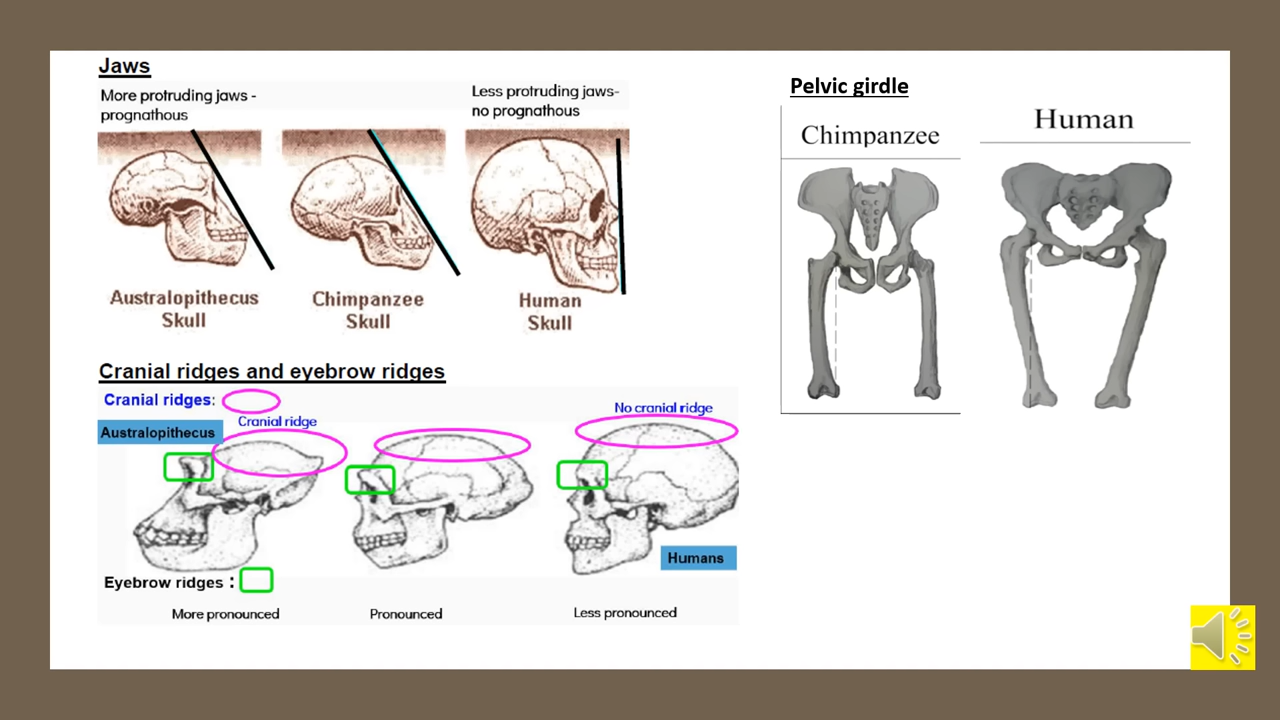 Jaws
More protruding jaws -
prognathous
Less protruding jaws-
no prognathous
Australopithecus
Skull
Chimpanzee
Skull
Human
Skull
Cranial ridges and eyebrow ridges
Cranial ridges:
Cranial ridge
No cranial ridge
Australopithecus
Humans
Eyebrow ridges :
More pronounced
Pronounced
Less pronounced
Pelvic girdle
Chimpanzee
Human